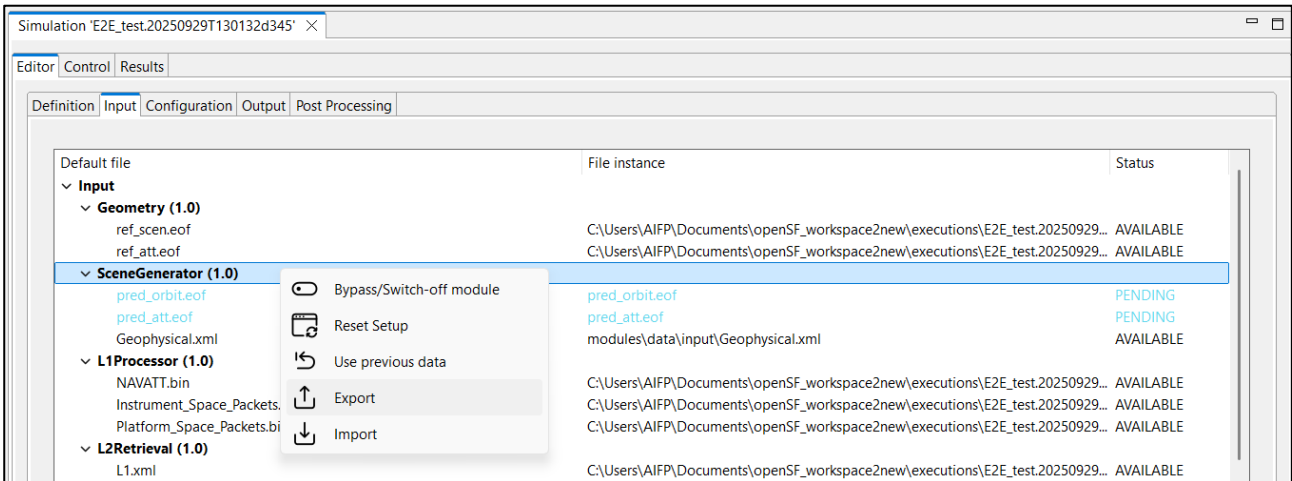 Simulation 'E2E_test.20250929T130132d345'
Editor Control Results
Definition Input Configuration Output Post Processing
Default file File instance Status
Input
Geometry (1.0)
ref_scen.eof C:\Users\AIFP\Documents\openSF_workspace2new\executions\E2E_test.20250929... AVAILABLE
ref_att.eof C:\Users\AIFP\Documents\openSF_workspace2new\executions\E2E_test.20250929... AVAILABLE
SceneGenerator (1.0)
Bypass/Switch-off module
pred_orbit.eof pred_orbit.eof PENDING
pred_att.eof pred_att.eof PENDING
Reset Setup
Geophysical.xml modules\data\input\Geophysical.xml AVAILABLE
L1Processor (1.0)
Use previous data
NAVATT.bin C:\Users\AIFP\Documents\openSF_workspace2new\executions\E2E_test.20250929... AVAILABLE
Instrument_Space_Packets. C:\Users\AIFP\Documents\openSF_workspace2new\executions\E2E_test.20250929... AVAILABLE
Export
Platform_Space_Packets.bi C:\Users\AIFP\Documents\openSF_workspace2new\executions\E2E_test.20250929... AVAILABLE
Import
L2Retrieval (1.0)
L1.xml C:\Users\AIFP\Documents\openSF_workspace2new\executions\E2E_test.20250929... AVAILABLE